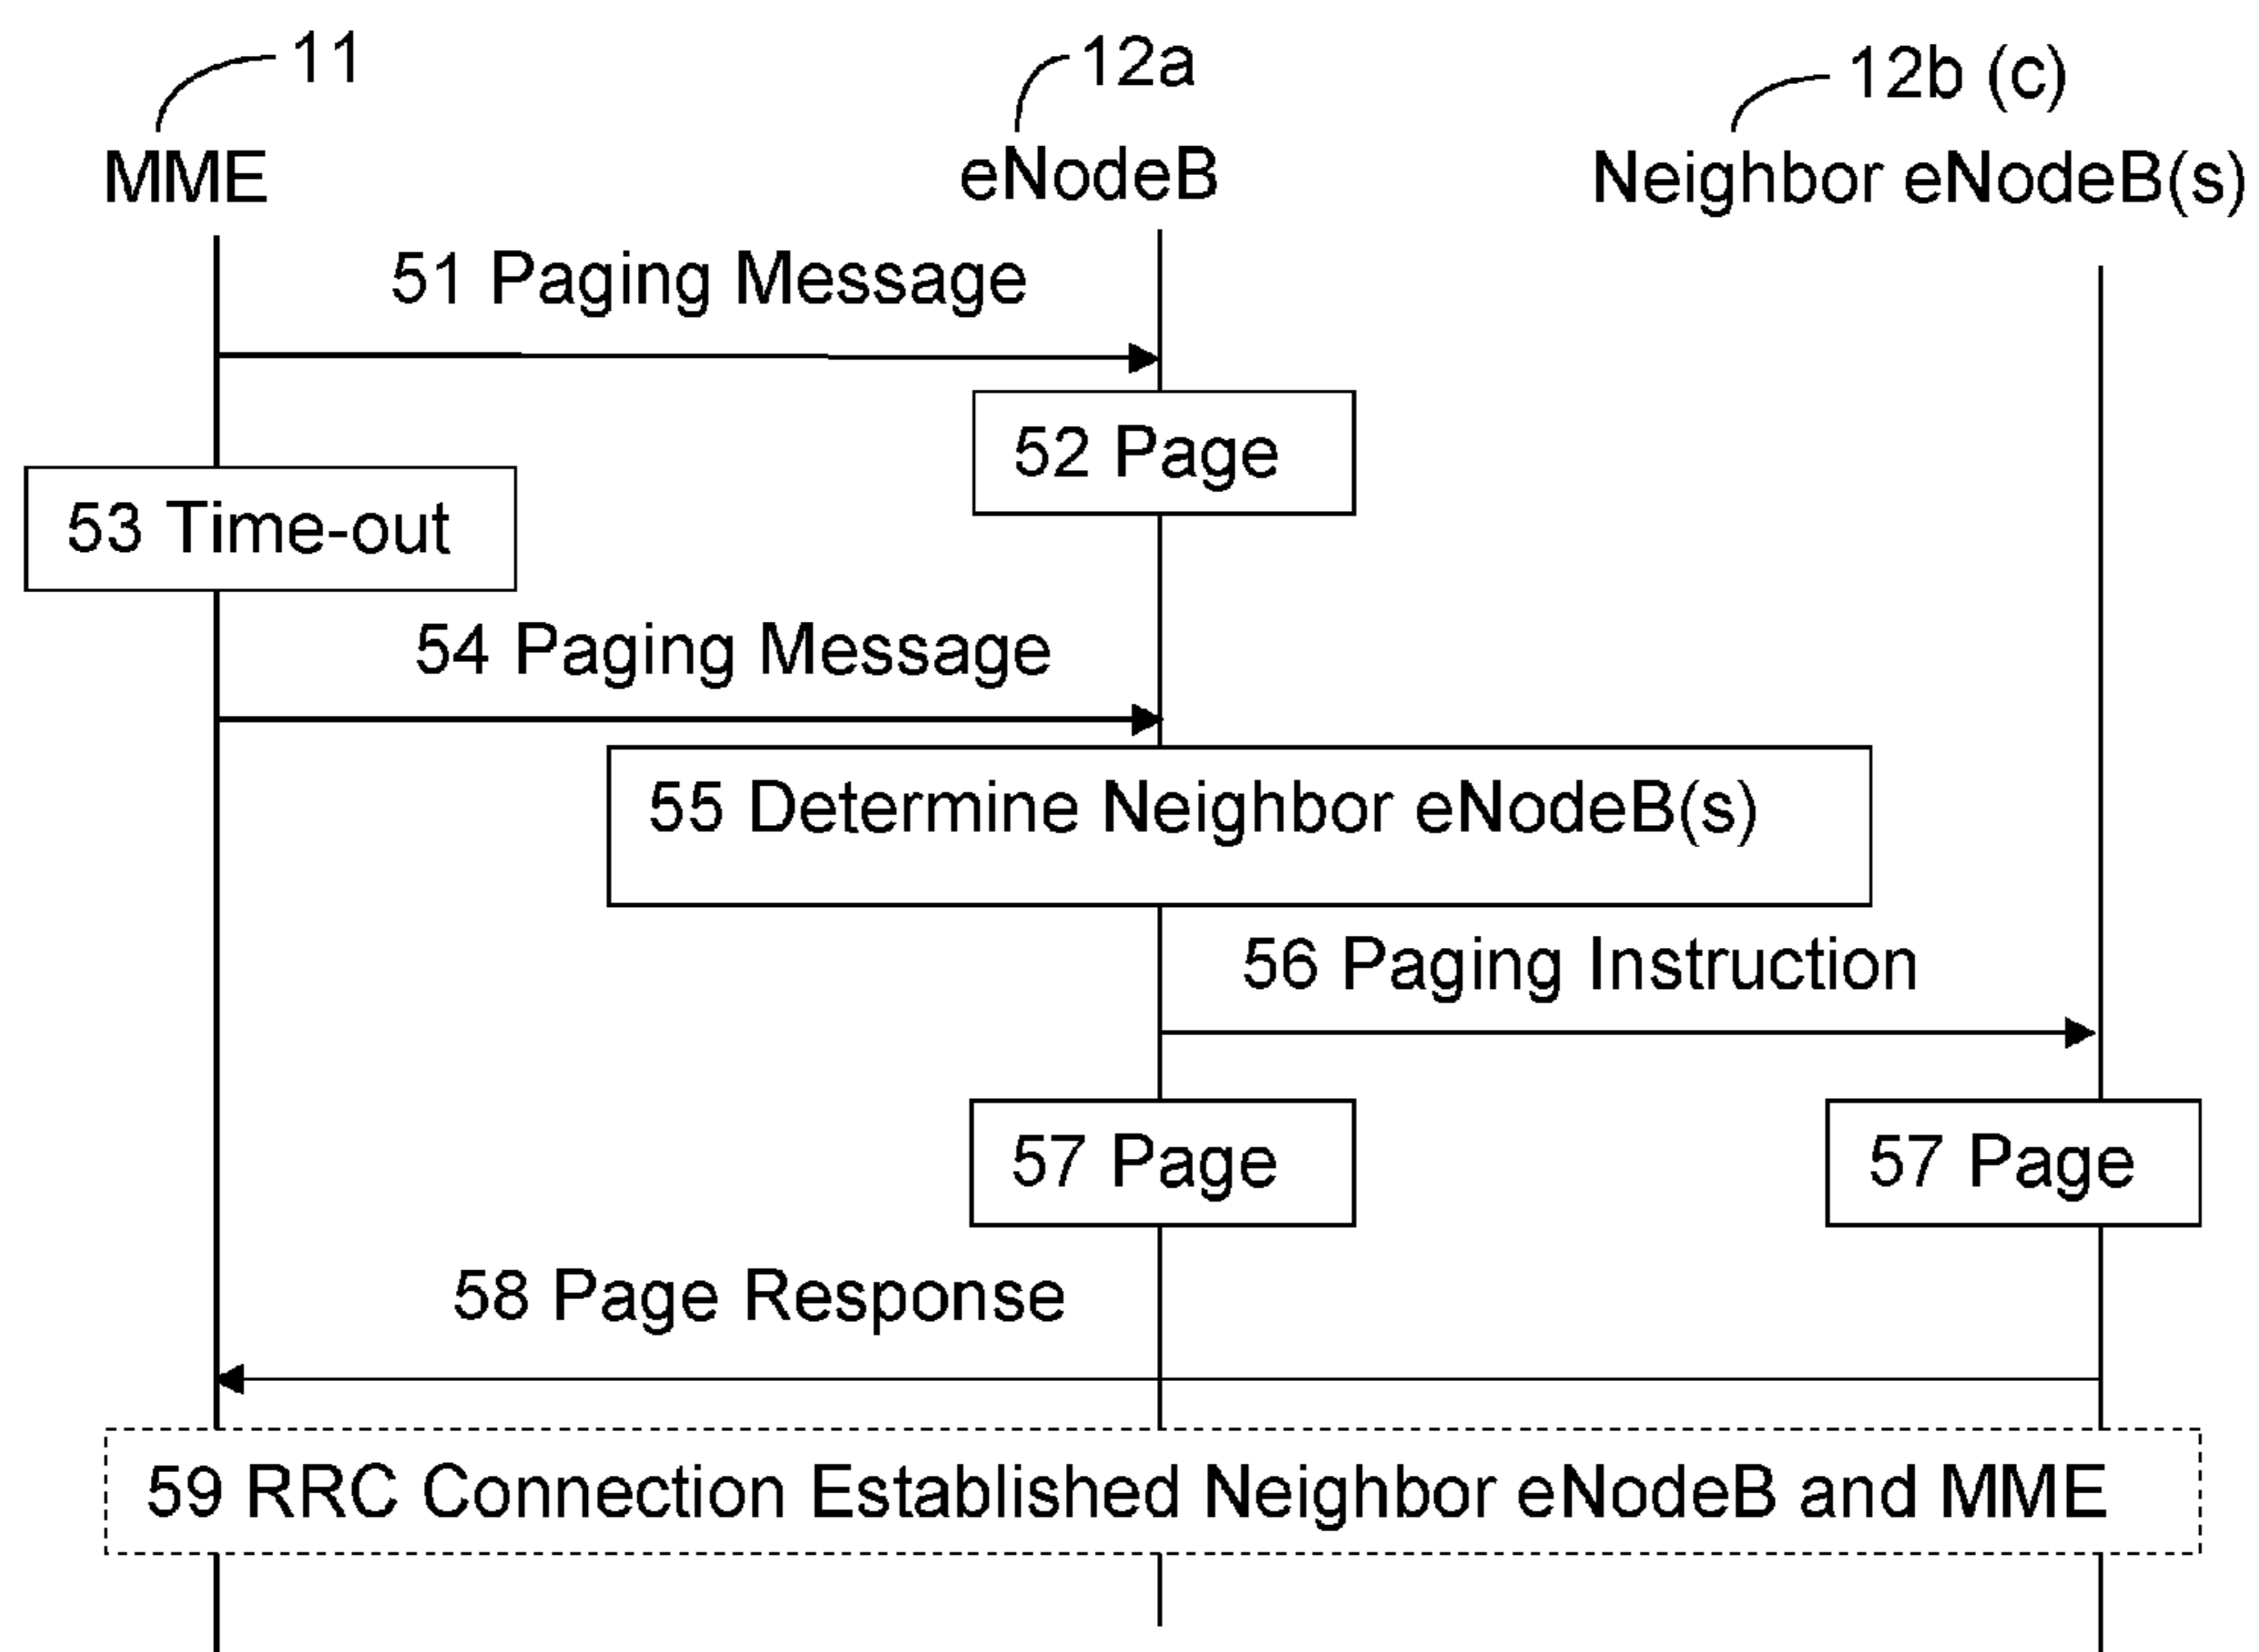 11
12a
12b (c)
MME
eNodeB
Neighbor eNodeB(s)
51 Paging Message
52 Page
53 Time-out
54 Paging Message
55 Determine Neighbor eNodeB(s)
56 Paging Instruction
57 Page
57 Page
58 Page Response
59 RRC Connection Established Neighbor eNodeB and MME